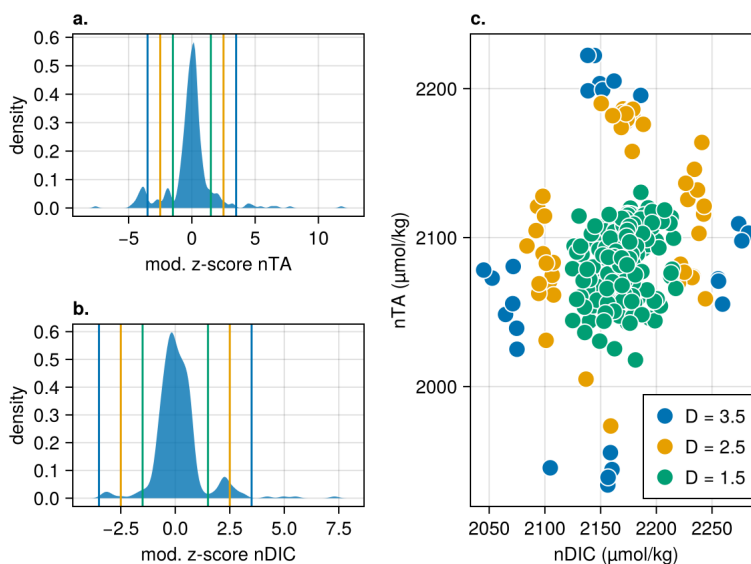 a.
0.6
0.5
0.4
0.3
0.2
0.1
0.0
density
−5
0
5
10
mod. z-score nTA
b.
0.6
0.5
0.4
0.3
0.2
0.1
0.0
density
−2.5
0.0
2.5
5.0
7.5
mod. z-score nDIC
c.
2200
2100
2000
nTA (μmol/kg)
2050
2100
2150
2200
2250
nDIC (μmol/kg)
D = 3.5
D = 2.5
D = 1.5